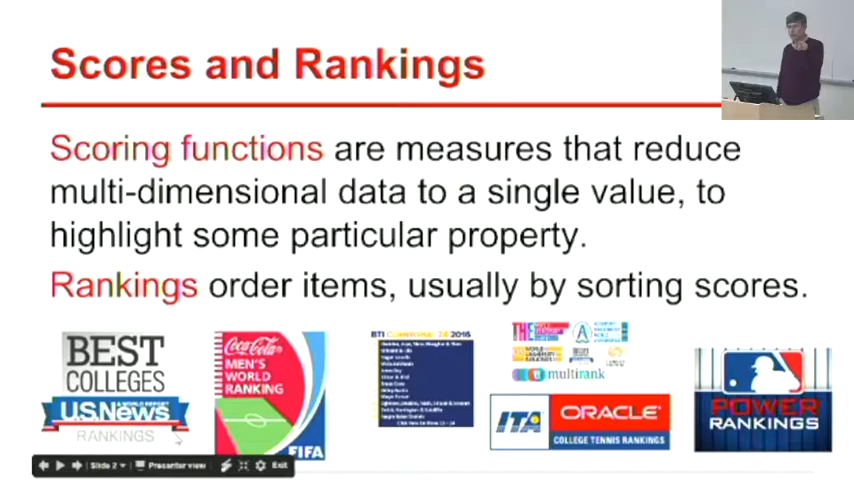 Scores and Rankings
Scoring functions are measures that reduce
multi-dimensional data to a single value, to
highlight some particular property.
Rankings order items, usually by sorting scores.
BEST
COLLEGES
U.S.News
RANKINGS
Coca-Cola
MEN'S
WORLD
RANKING
FIFA
2016
THE
multirank
ITA
ORACLE
COLLEGE TENNIS RANKINGS
POWER
RANKINGS
Slide 2
Presenter view
Exit